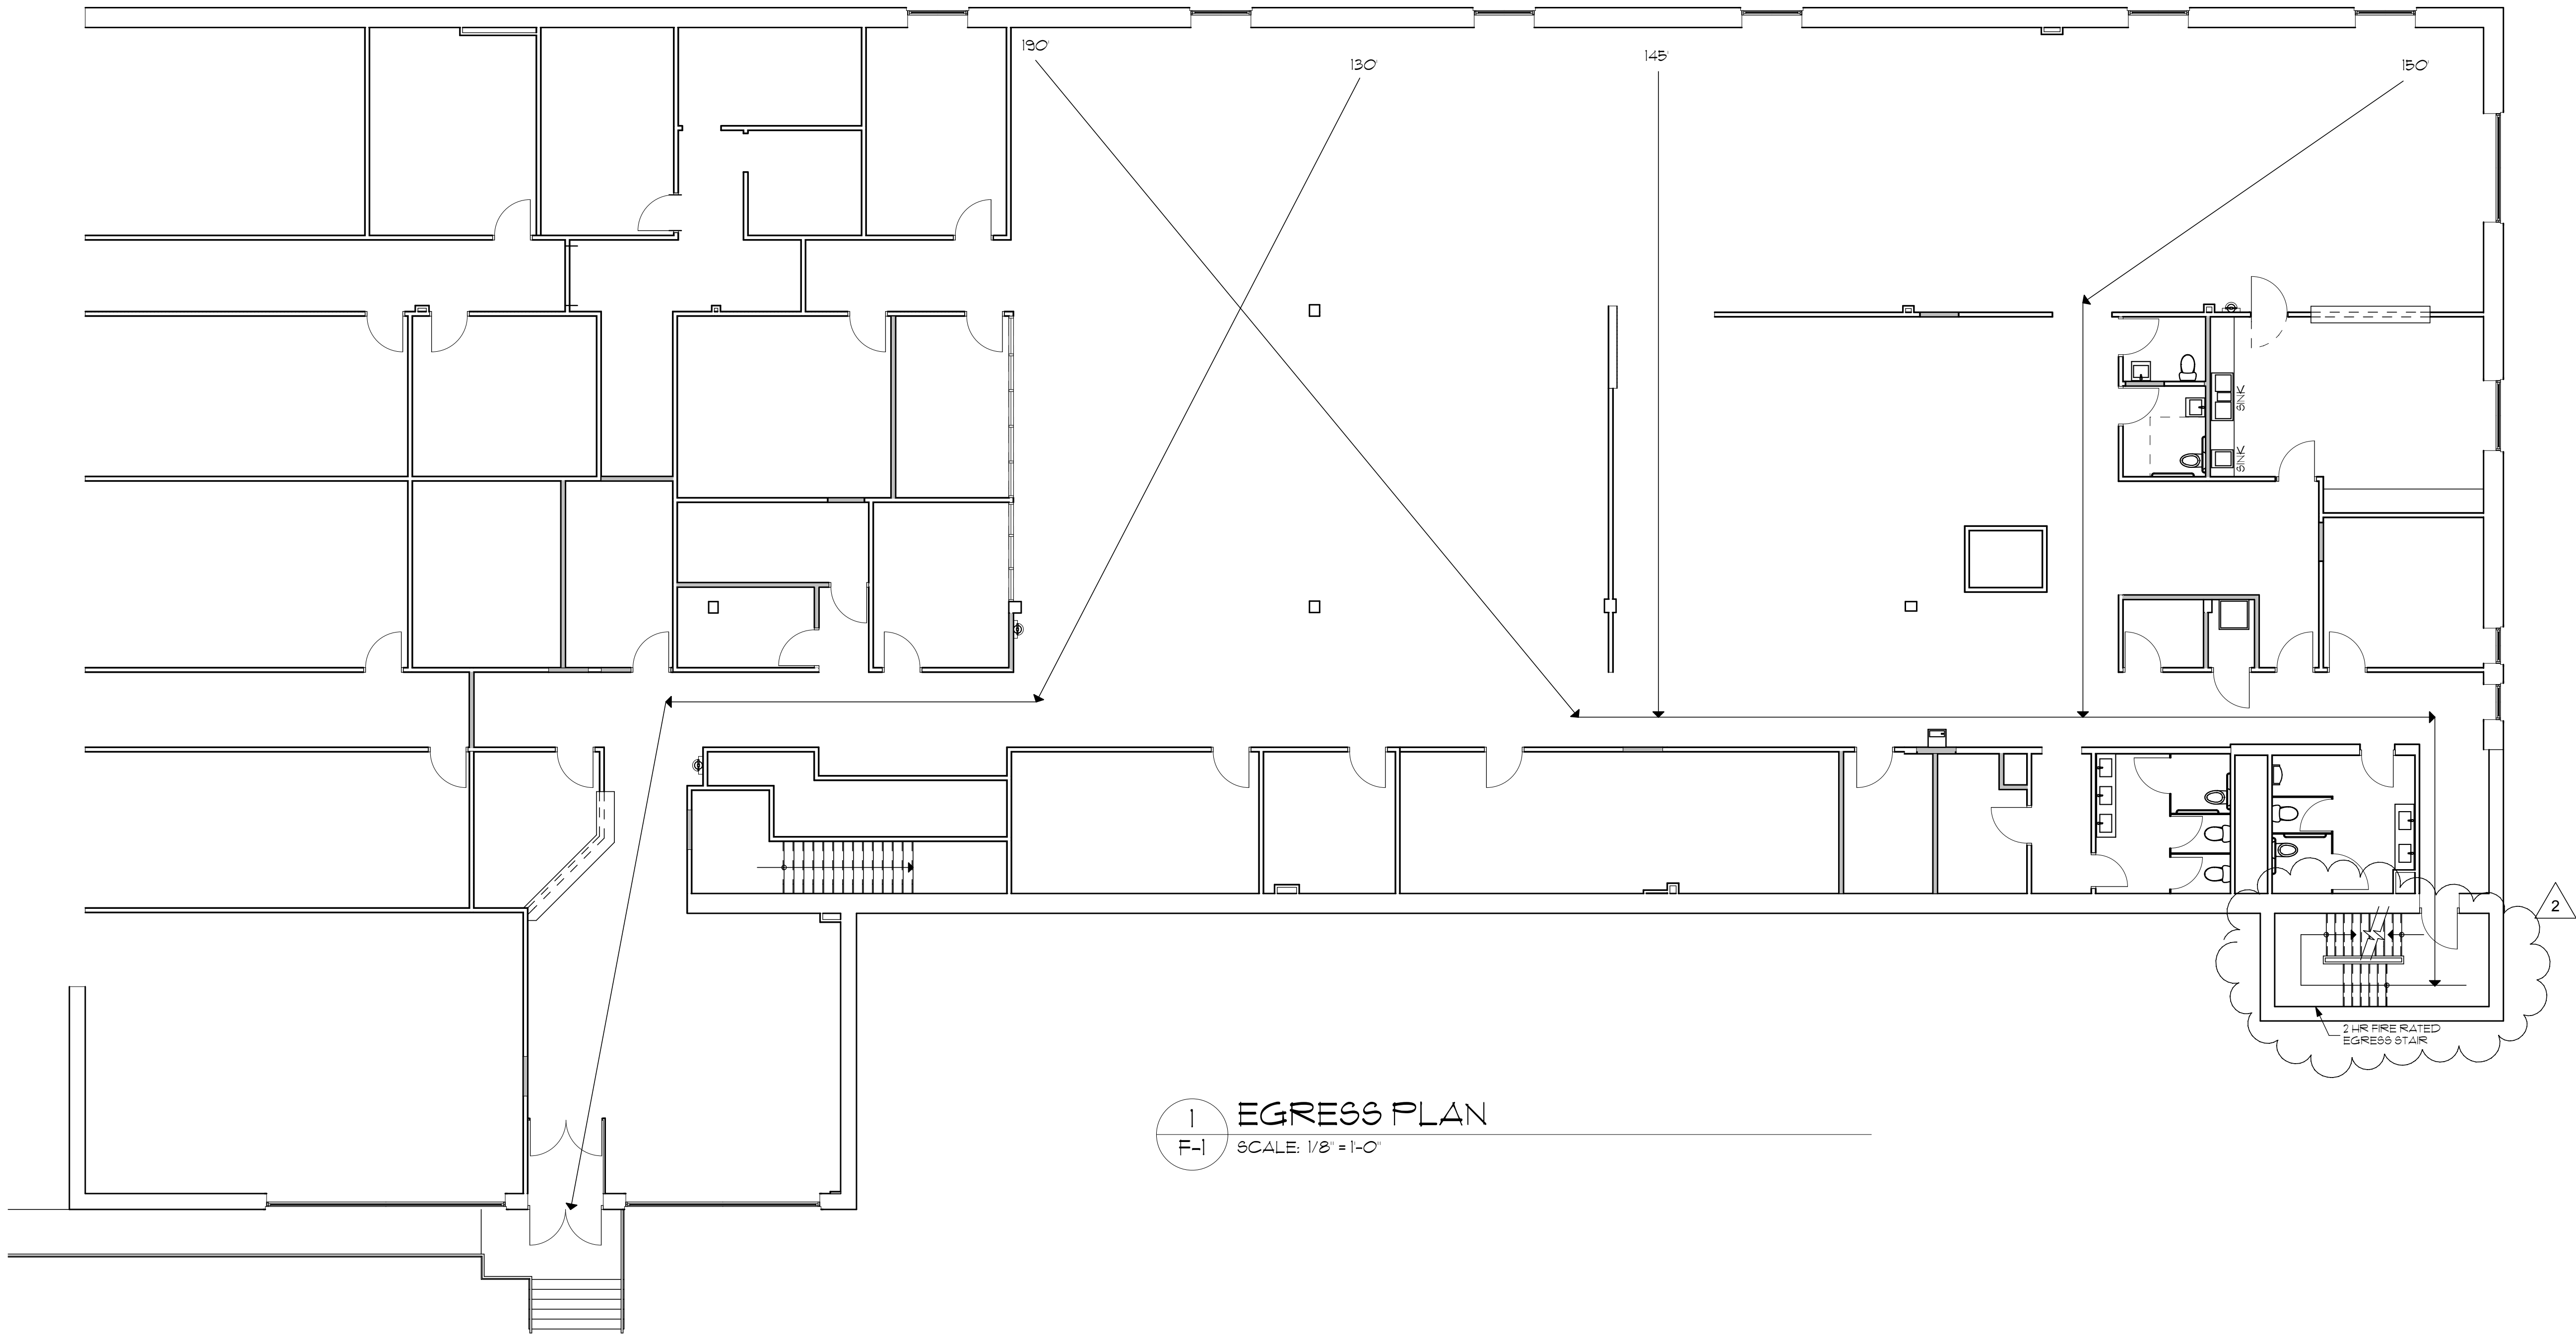 190'
130'
145'
150'
SINK
SINK
2
2 HR FIRE RATED
EGRESS STAIR
1
EGRESS PLAN
F-1
SCALE: 1/8" = 1'-0"